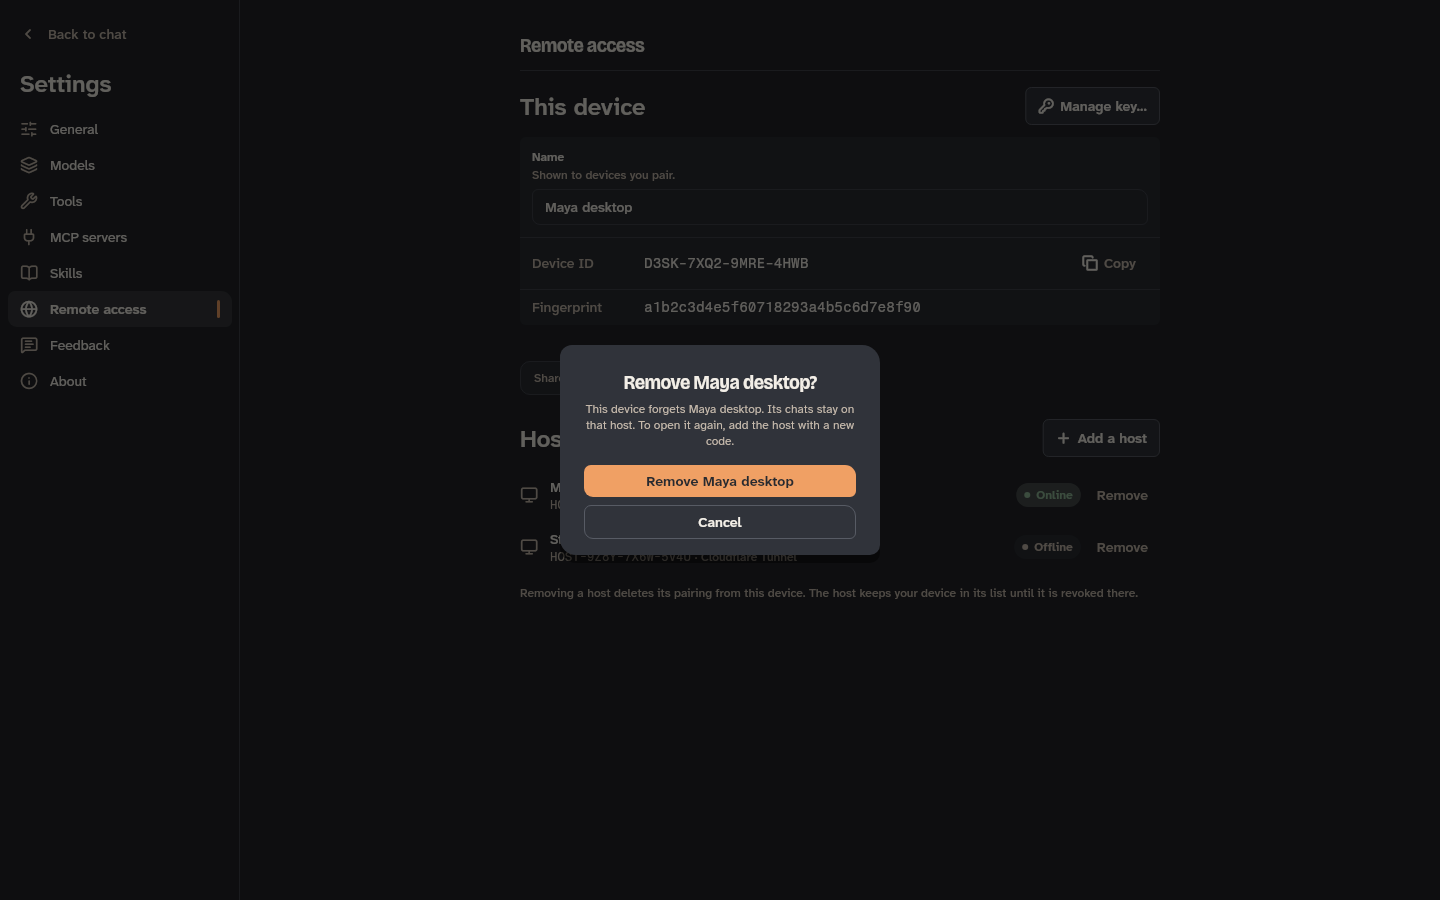 Back to chat
Settings
General
Models
Tools
MCP servers
Skills
Remote access
Feedback
About
Remote access
This device
Manage key...
Name
Shown to devices you pair.
Maya desktop
Device ID
D3SK-7XQ2-9MRE-4HWB
Copy
Fingerprint
a1b2c3d4e5f60718293a4b5c6d7e8f90
Remove Maya desktop?
This device forgets Maya desktop. Its chats stay on
that host. To open it again, add the host with a new
code.
Remove Maya desktop
Cancel
Add a host
Online
Remove
Offline
Remove
Cloudflare Tunnel
Removing a host deletes its pairing from this device. The host keeps your device in its list until it is revoked there.